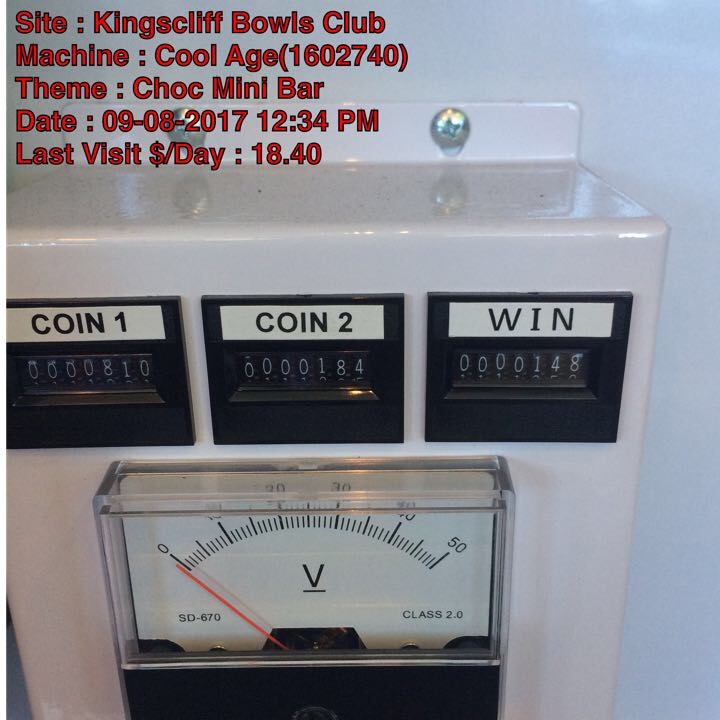 Site : Kingscliff Bowls Club
Machine : Cool Age(1602740)
Theme : Choc Mini Bar
Date : 09-08-2017 12:34 PM
Last Visit $/Day : 18.40
COIN 1
COIN 2
WIN
0000810
0000184
0000148
0 10 20 30 40 50
V
SD-670
CLASS 2.0